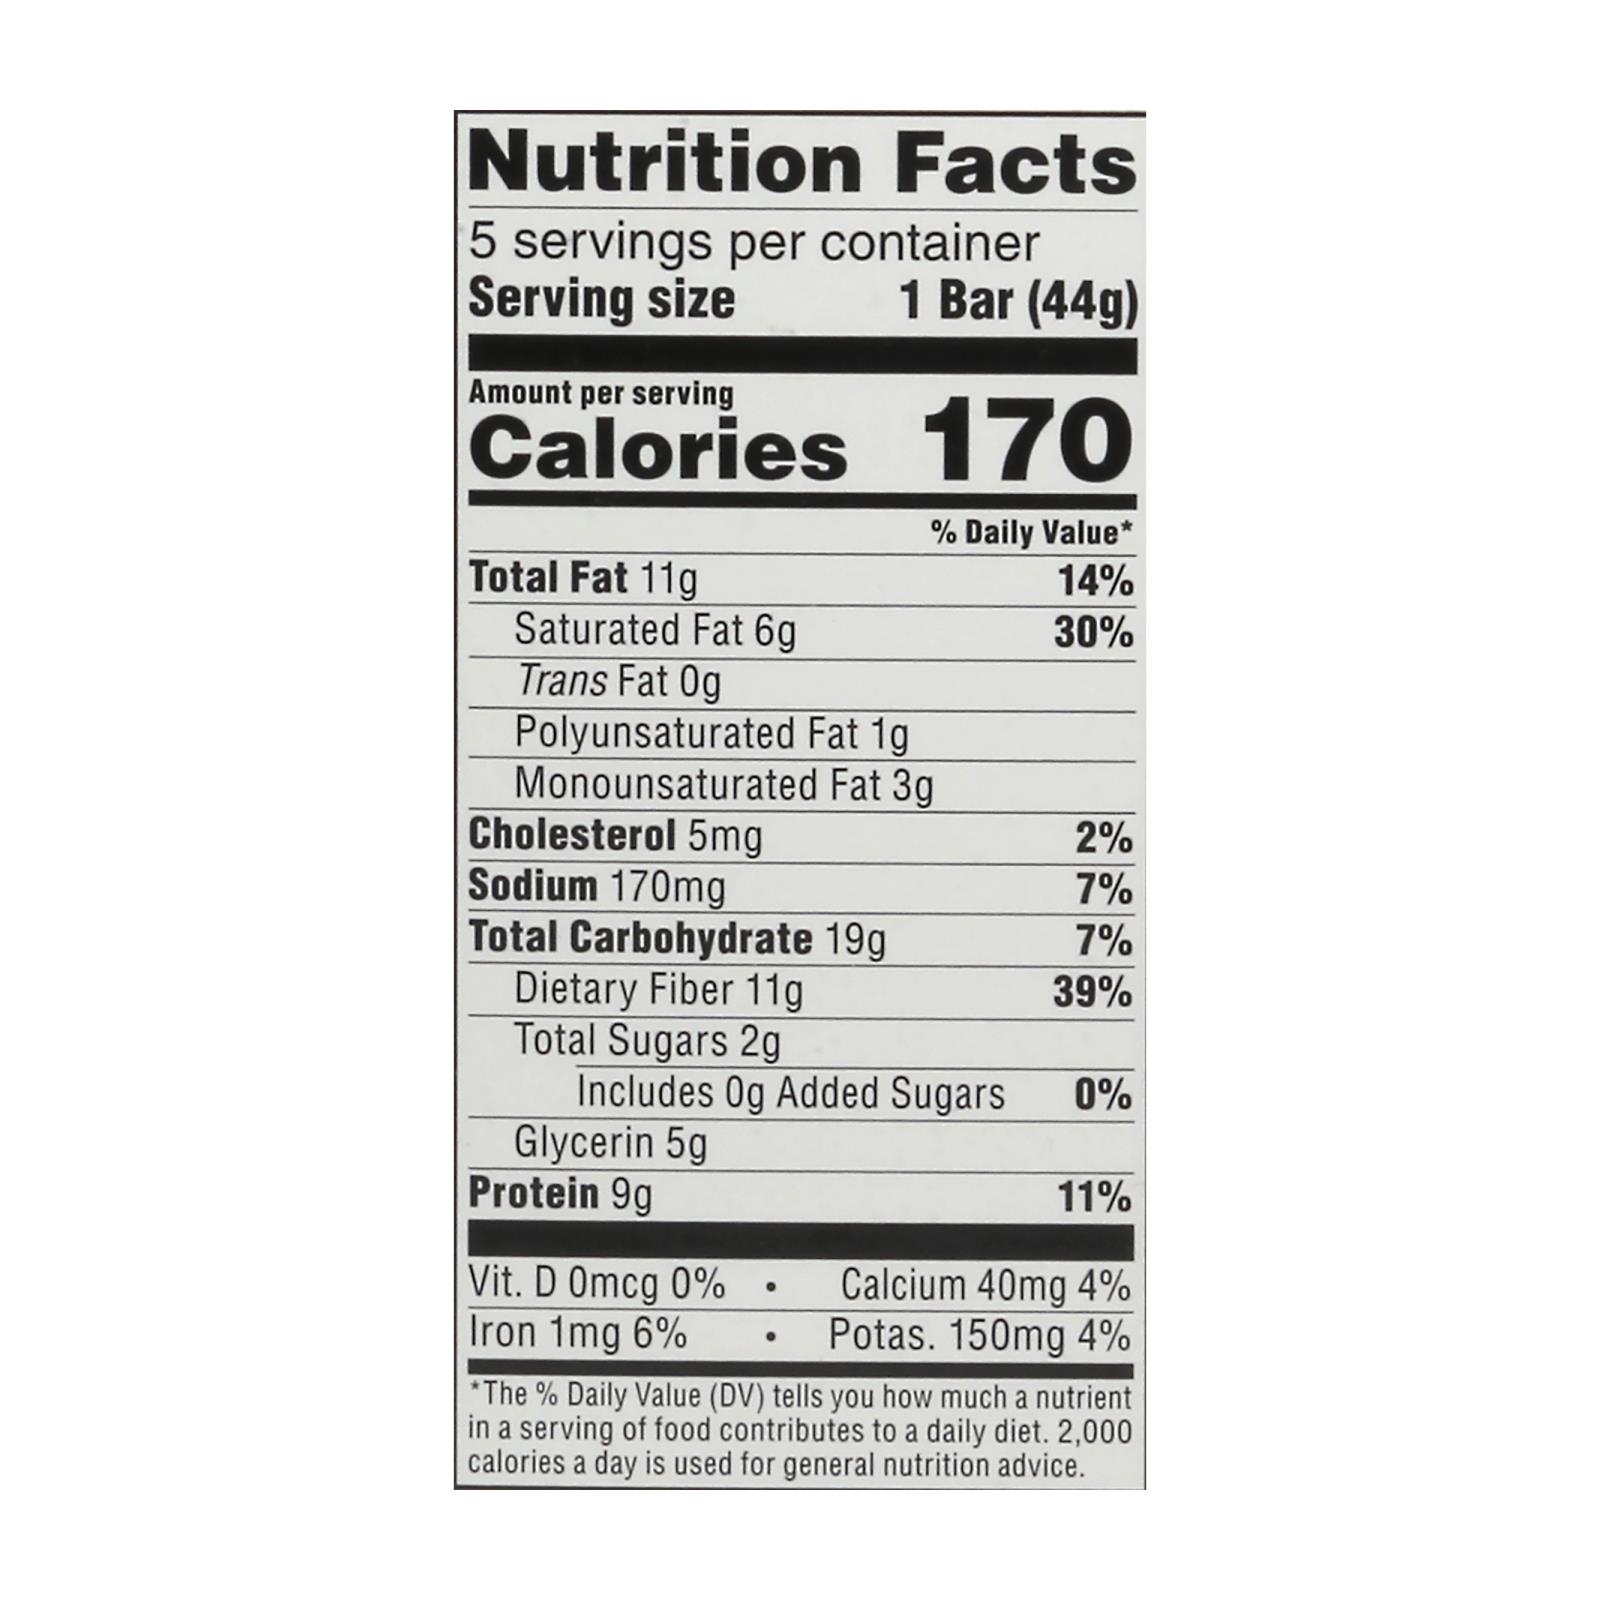 Nutrition Facts
5 servings per container
Serving size 1 Bar (44g)
Amount per serving
Calories 170
% Daily Value*
Total Fat 11g 14%
Saturated Fat 6g 30%
Trans Fat 0g
Polyunsaturated Fat 1g
Monounsaturated Fat 3g
Cholesterol 5mg 2%
Sodium 170mg 7%
Total Carbohydrate 19g 7%
Dietary Fiber 11g 39%
Total Sugars 2g
Includes 0g Added Sugars 0%
Glycerin 5g
Protein 9g 11%
Vit. D 0mcg 0% • Calcium 40mg 4%
Iron 1mg 6% • Potas. 150mg 4%
*The % Daily Value (DV) tells you how much a nutrient
in a serving of food contributes to a daily diet. 2,000
calories a day is used for general nutrition advice.